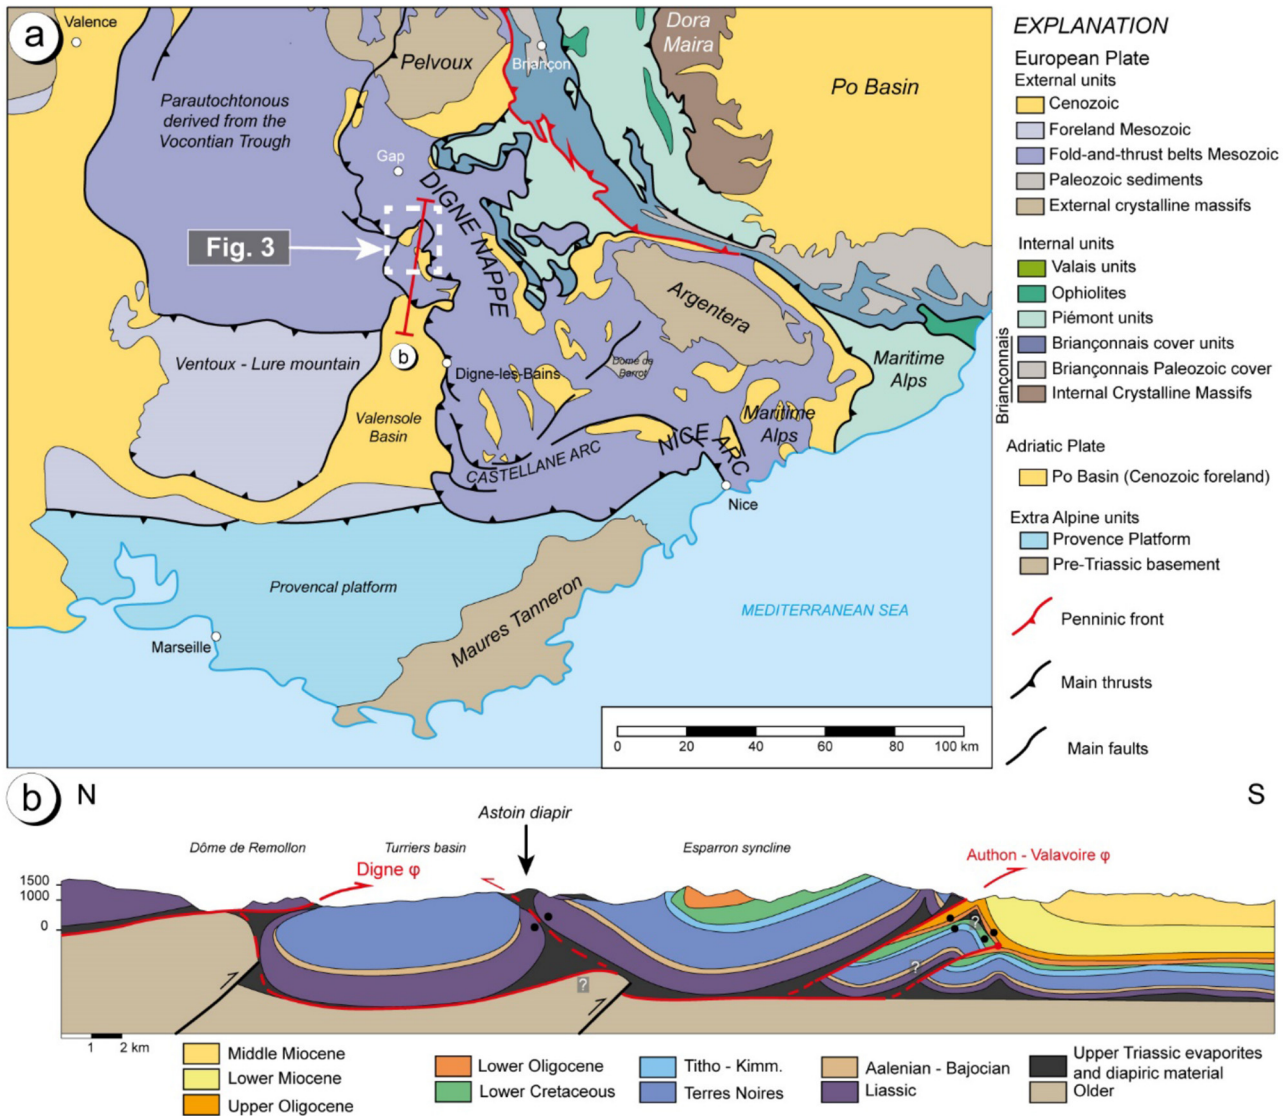 a
Valence
Dora
Maira
Pelvoux
Briançon
Po Basin
Parautochtonous
derived from the
Vocontian Trough
Gap
DIGNE NAPPE
Fig. 3
Argentera
b
Ventoux - Lure mountain
Digne-les-Bains
Dôme de
Barrot
Maritime
Alps
Valensole
Basin
Maritime
Alps
NICE ARC
CASTELLANE ARC
Nice
Provencal platform
MEDITERRANEAN SEA
Maures Tanneron
Marseille
0 20 40 60 80 100 km
EXPLANATION
European Plate
External units
Cenozoic
Foreland Mesozoic
Fold-and-thrust belts Mesozoic
Paleozoic sediments
External crystalline massifs
Internal units
Valais units
Ophiolites
Piémont units
Briançonnais
Briançonnais cover units
Briançonnais Paleozoic cover
Internal Crystalline Massifs
Adriatic Plate
Po Basin (Cenozoic foreland)
Extra Alpine units
Provence Platform
Pre-Triassic basement
Penninic front
Main thrusts
Main faults
b
N
S
Astoin diapir
Dôme de Remollon
Turriers basin
Esparron syncline
Digne φ
Authon - Valavoire φ
1500
1000
0
?
?
?
1 2 km
Middle Miocene
Lower Miocene
Upper Oligocene
Lower Oligocene
Lower Cretaceous
Titho - Kimm.
Terres Noires
Aalenian - Bajocian
Liassic
Upper Triassic evaporites
and diapiric material
Older